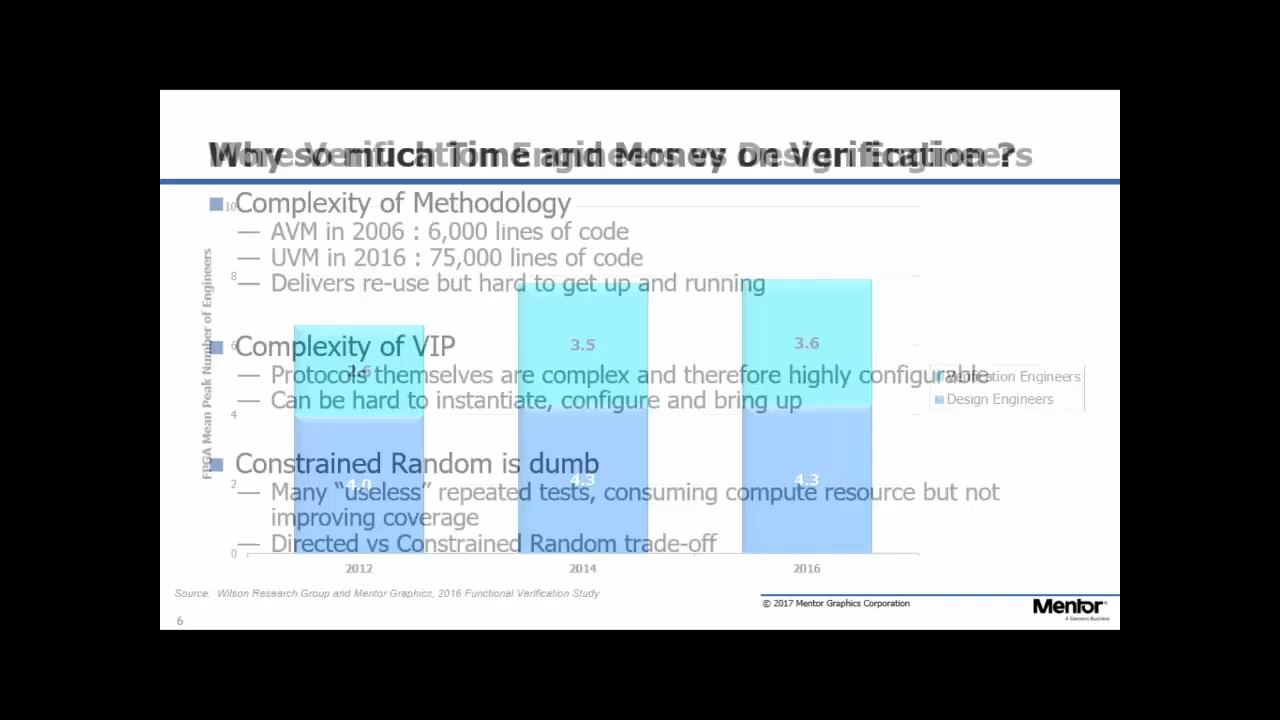 Why so much Time and Money on Verification ?
Complexity of Methodology
— AVM in 2006 : 6,000 lines of code
— UVM in 2016 : 75,000 lines of code
— Delivers re-use but hard to get up and running
Complexity of VIP
— Protocols themselves are complex and therefore highly configurable
— Can be hard to instantiate, configure and bring up
Constrained Random is dumb
— Many “useless” repeated tests, consuming compute resource but not
improving coverage
— Directed vs Constrained Random trade-off
FPGA Mean Peak Number of Engineers
10
8
6
4
2
0
3.5
3.6
4.0
4.3
4.3
2012
2014
2016
Verification Engineers
Design Engineers
Source. Wilson Research Group and Mentor Graphics, 2016 Functional Verification Study
© 2017 Mentor Graphics Corporation
Mentor®
A Siemens Business
6